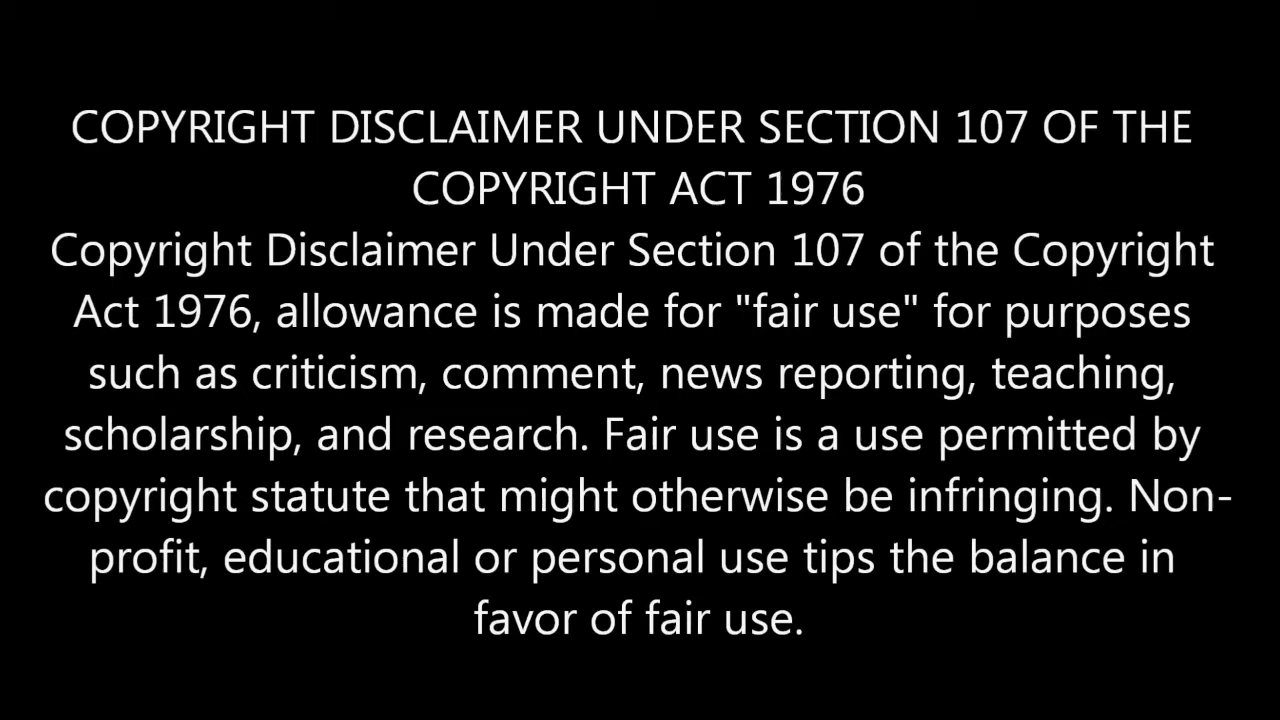 COPYRIGHT DISCLAIMER UNDER SECTION 107 OF THE
COPYRIGHT ACT 1976
Copyright Disclaimer Under Section 107 of the Copyright
Act 1976, allowance is made for "fair use" for purposes
such as criticism, comment, news reporting, teaching,
scholarship, and research. Fair use is a use permitted by
copyright statute that might otherwise be infringing. Non-
profit, educational or personal use tips the balance in
favor of fair use.